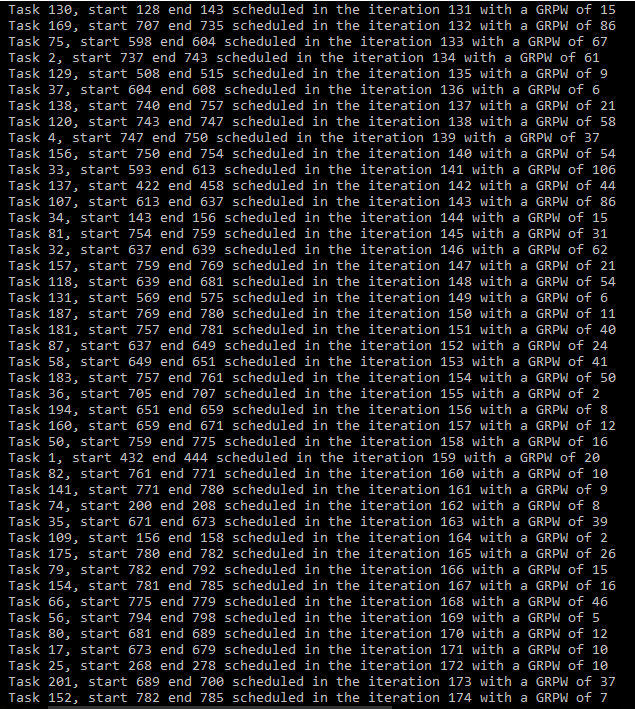 Task 130, start 128 end 143 scheduled in the iteration 131 with a GRPW of 15
Task 169, start 707 end 735 scheduled in the iteration 132 with a GRPW of 86
Task 75, start 598 end 604 scheduled in the iteration 133 with a GRPW of 67
Task 2, start 737 end 743 scheduled in the iteration 134 with a GRPW of 61
Task 129, start 508 end 515 scheduled in the iteration 135 with a GRPW of 9
Task 37, start 604 end 608 scheduled in the iteration 136 with a GRPW of 6
Task 138, start 740 end 757 scheduled in the iteration 137 with a GRPW of 21
Task 120, start 743 end 747 scheduled in the iteration 138 with a GRPW of 58
Task 4, start 747 end 750 scheduled in the iteration 139 with a GRPW of 37
Task 156, start 750 end 754 scheduled in the iteration 140 with a GRPW of 54
Task 33, start 593 end 613 scheduled in the iteration 141 with a GRPW of 106
Task 137, start 422 end 458 scheduled in the iteration 142 with a GRPW of 44
Task 107, start 613 end 637 scheduled in the iteration 143 with a GRPW of 86
Task 34, start 143 end 156 scheduled in the iteration 144 with a GRPW of 15
Task 81, start 754 end 759 scheduled in the iteration 145 with a GRPW of 31
Task 32, start 637 end 639 scheduled in the iteration 146 with a GRPW of 62
Task 157, start 759 end 769 scheduled in the iteration 147 with a GRPW of 21
Task 118, start 639 end 681 scheduled in the iteration 148 with a GRPW of 54
Task 131, start 569 end 575 scheduled in the iteration 149 with a GRPW of 6
Task 187, start 769 end 780 scheduled in the iteration 150 with a GRPW of 11
Task 181, start 757 end 781 scheduled in the iteration 151 with a GRPW of 40
Task 87, start 637 end 649 scheduled in the iteration 152 with a GRPW of 24
Task 58, start 649 end 651 scheduled in the iteration 153 with a GRPW of 41
Task 183, start 757 end 761 scheduled in the iteration 154 with a GRPW of 50
Task 36, start 705 end 707 scheduled in the iteration 155 with a GRPW of 2
Task 194, start 651 end 659 scheduled in the iteration 156 with a GRPW of 8
Task 160, start 659 end 671 scheduled in the iteration 157 with a GRPW of 12
Task 50, start 759 end 775 scheduled in the iteration 158 with a GRPW of 16
Task 1, start 432 end 444 scheduled in the iteration 159 with a GRPW of 20
Task 82, start 761 end 771 scheduled in the iteration 160 with a GRPW of 10
Task 141, start 771 end 780 scheduled in the iteration 161 with a GRPW of 9
Task 74, start 200 end 208 scheduled in the iteration 162 with a GRPW of 8
Task 35, start 671 end 673 scheduled in the iteration 163 with a GRPW of 39
Task 109, start 156 end 158 scheduled in the iteration 164 with a GRPW of 2
Task 175, start 780 end 782 scheduled in the iteration 165 with a GRPW of 26
Task 79, start 782 end 792 scheduled in the iteration 166 with a GRPW of 15
Task 154, start 781 end 785 scheduled in the iteration 167 with a GRPW of 16
Task 66, start 775 end 779 scheduled in the iteration 168 with a GRPW of 46
Task 56, start 794 end 798 scheduled in the iteration 169 with a GRPW of 5
Task 80, start 681 end 689 scheduled in the iteration 170 with a GRPW of 12
Task 17, start 673 end 679 scheduled in the iteration 171 with a GRPW of 10
Task 25, start 268 end 278 scheduled in the iteration 172 with a GRPW of 10
Task 201, start 689 end 700 scheduled in the iteration 173 with a GRPW of 37
Task 152, start 782 end 785 scheduled in the iteration 174 with a GRPW of 7